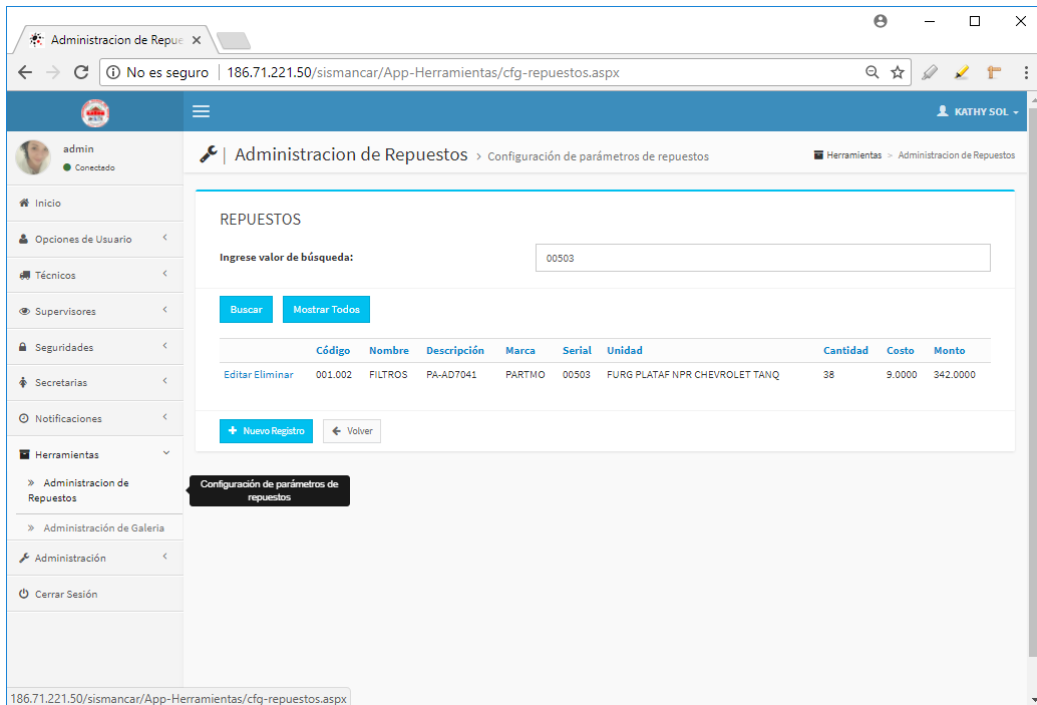 Administracion de Repue
No es seguro | 186.71.221.50/sismancar/App-Herramientas/cfg-repuestos.aspx
KATHY SOL
admin
Conectado
Administracion de Repuestos > Configuración de parámetros de repuestos
Herramientas > Administracion de Repuestos
Inicio
Opciones de Usuario
Técnicos
Supervisores
Seguridades
Secretarias
Notificaciones
Herramientas
» Administracion de
Repuestos
» Administración de Galeria
Administración
Cerrar Sesión
REPUESTOS
Ingrese valor de búsqueda: 00503
Buscar Mostrar Todos
Código Nombre Descripción Marca Serial Unidad Cantidad Costo Monto
Editar Eliminar 001.002 FILTROS PA-AD7041 PARTMO 00503 FURG PLATAF NPR CHEVROLET TANQ 38 9.0000 342.0000
+ Nuevo Registro Volver
Configuración de parámetros de
repuestos
186.71.221.50/sismancar/App-Herramientas/cfg-repuestos.aspx